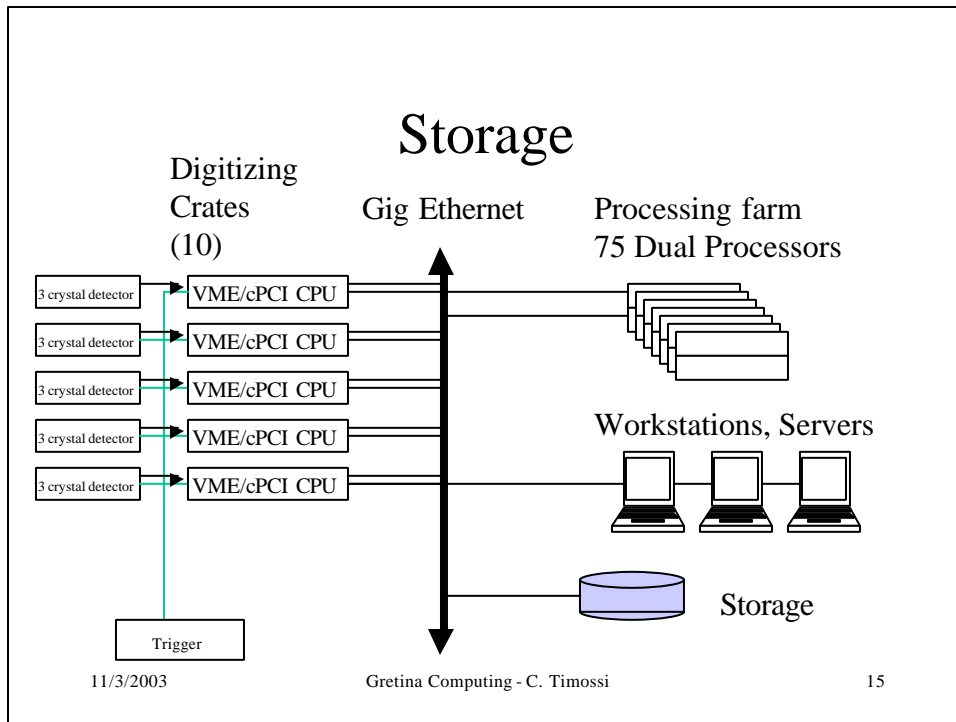 Storage
Digitizing
Crates
(10)
Gig Ethernet
Processing farm
75 Dual Processors
3 crystal detector
VME/cPCI CPU
3 crystal detector
VME/cPCI CPU
3 crystal detector
VME/cPCI CPU
3 crystal detector
VME/cPCI CPU
3 crystal detector
VME/cPCI CPU
Workstations, Servers
Storage
Trigger
11/3/2003
Gretina Computing - C. Timossi
15